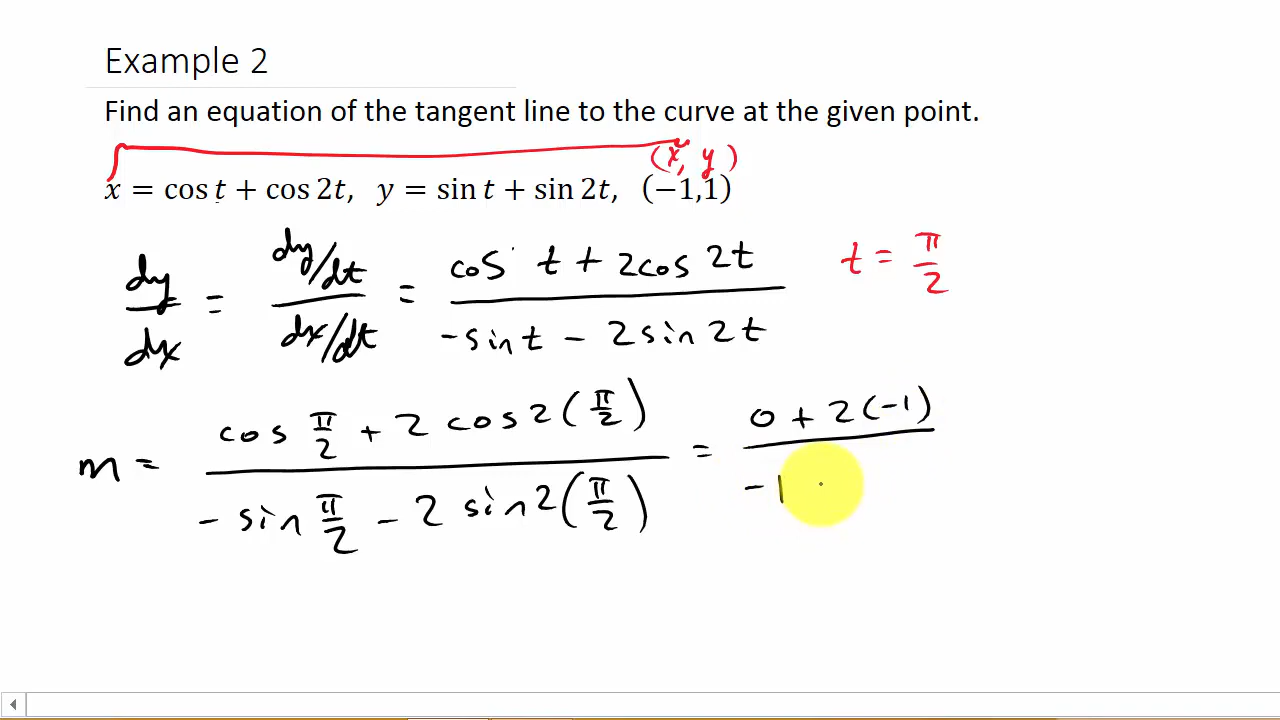 Example 2
Find an equation of the tangent line to the curve at the given point.
(x, y)
x = cos t + cos 2t, y = sin t + sin 2t, (−1,1)
dy/dx = (dy/dt)/(dx/dt) = (cos t + 2cos 2t)/(-sin t - 2 sin 2t) t = π/2
m = (cos π/2 + 2 cos 2(π/2))/(- sin π/2 - 2 sin 2(π/2)) = (0 + 2(-1))/(-1